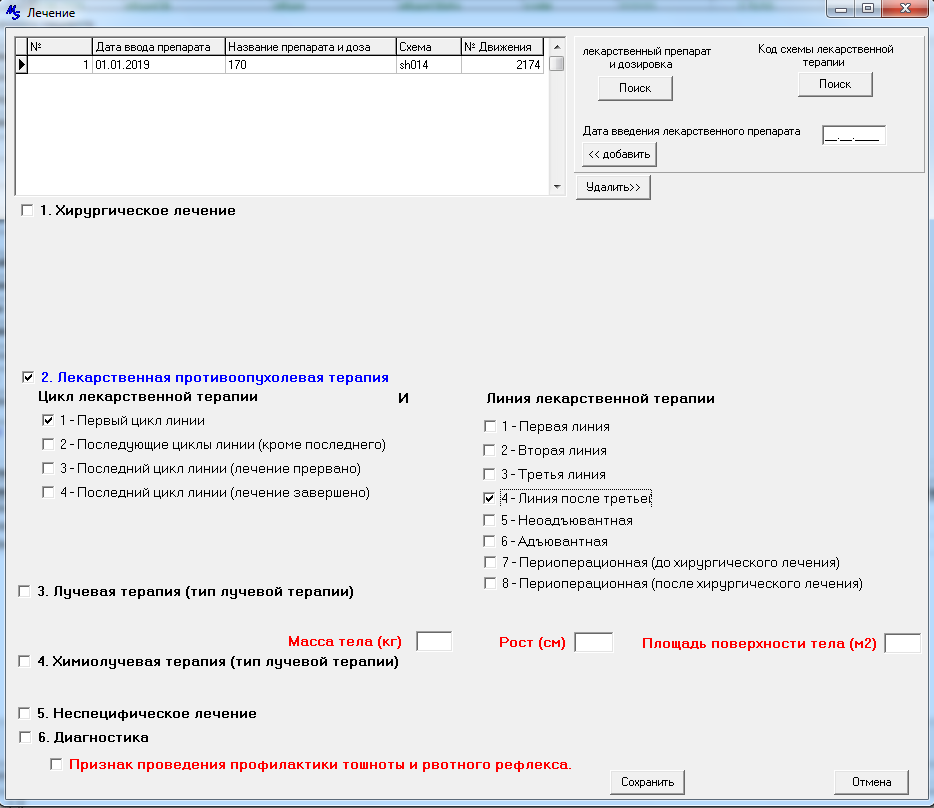 Лечение
№ Дата ввода препарата Название препарата и доза Схема № Движения
1 01.01.2019 170 sh014 2174
лекарственный препарат
и дозировка
Поиск
Код схемы лекарственной
терапии
Поиск
Дата введения лекарственного препарата __.__.____
<< добавить
Удалить>>
1. Хирургическое лечение
2. Лекарственная противоопухолевая терапия
Цикл лекарственной терапии
И
Линия лекарственной терапии
1 - Первый цикл линии
2 - Последующие циклы линии (кроме последнего)
3 - Последний цикл линии (лечение прервано)
4 - Последний цикл линии (лечение завершено)
1 - Первая линия
2 - Вторая линия
3 - Третья линия
4 - Линия после третьей
5 - Неоадъювантная
6 - Адъювантная
7 - Периоперационная (до хирургического лечения)
8 - Периоперационная (после хирургического лечения)
3. Лучевая терапия (тип лучевой терапии)
Масса тела (кг) Рост (см) Площадь поверхности тела (м2)
4. Химиолучевая терапия (тип лучевой терапии)
5. Неспецифическое лечение
6. Диагностика
Признак проведения профилактики тошноты и рвотного рефлекса.
Сохранить Отмена